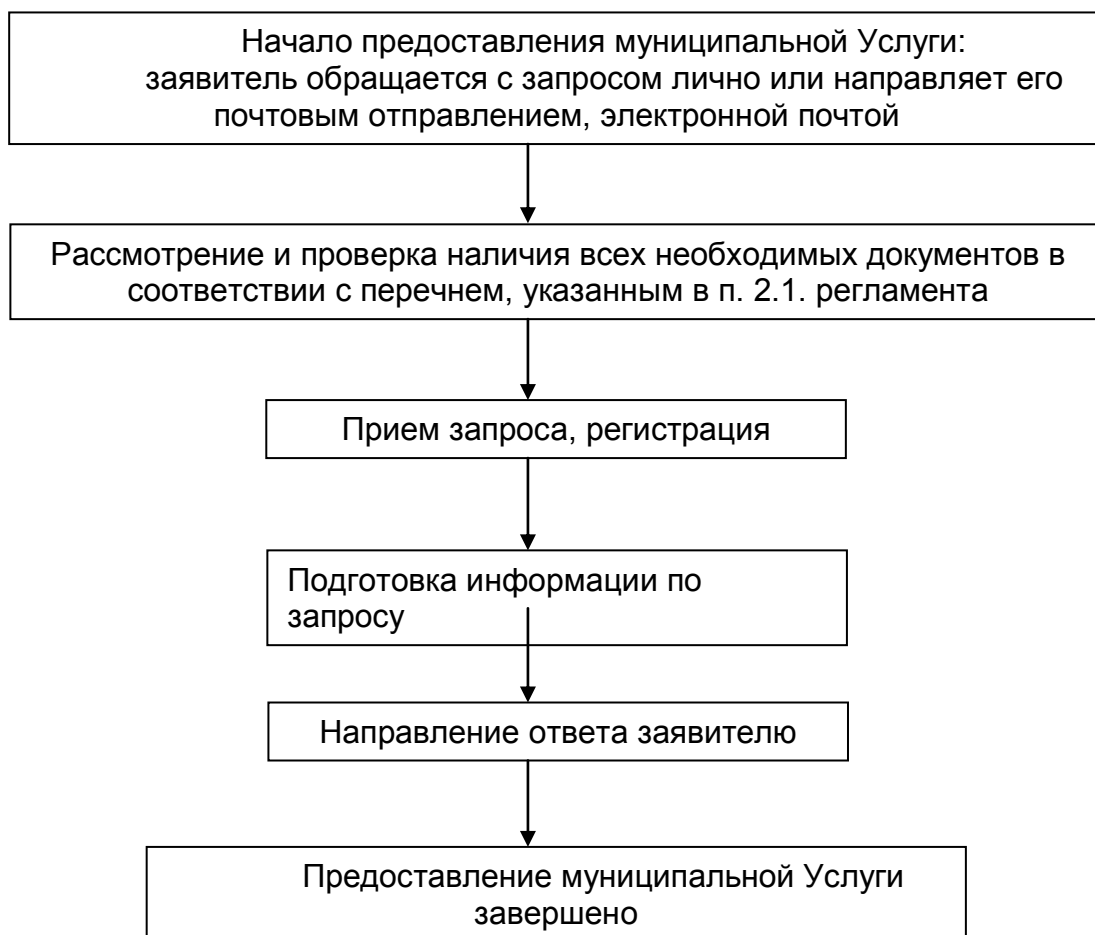 Начало предоставления муниципальной Услуги:
заявитель обращается с запросом лично или направляет его
почтовым отправлением, электронной почтой
Рассмотрение и проверка наличия всех необходимых документов в
соответствии с перечнем, указанным в п. 2.1. регламента
Прием запроса, регистрация
Подготовка информации по
запросу
Направление ответа заявителю
Предоставление муниципальной Услуги
завершено